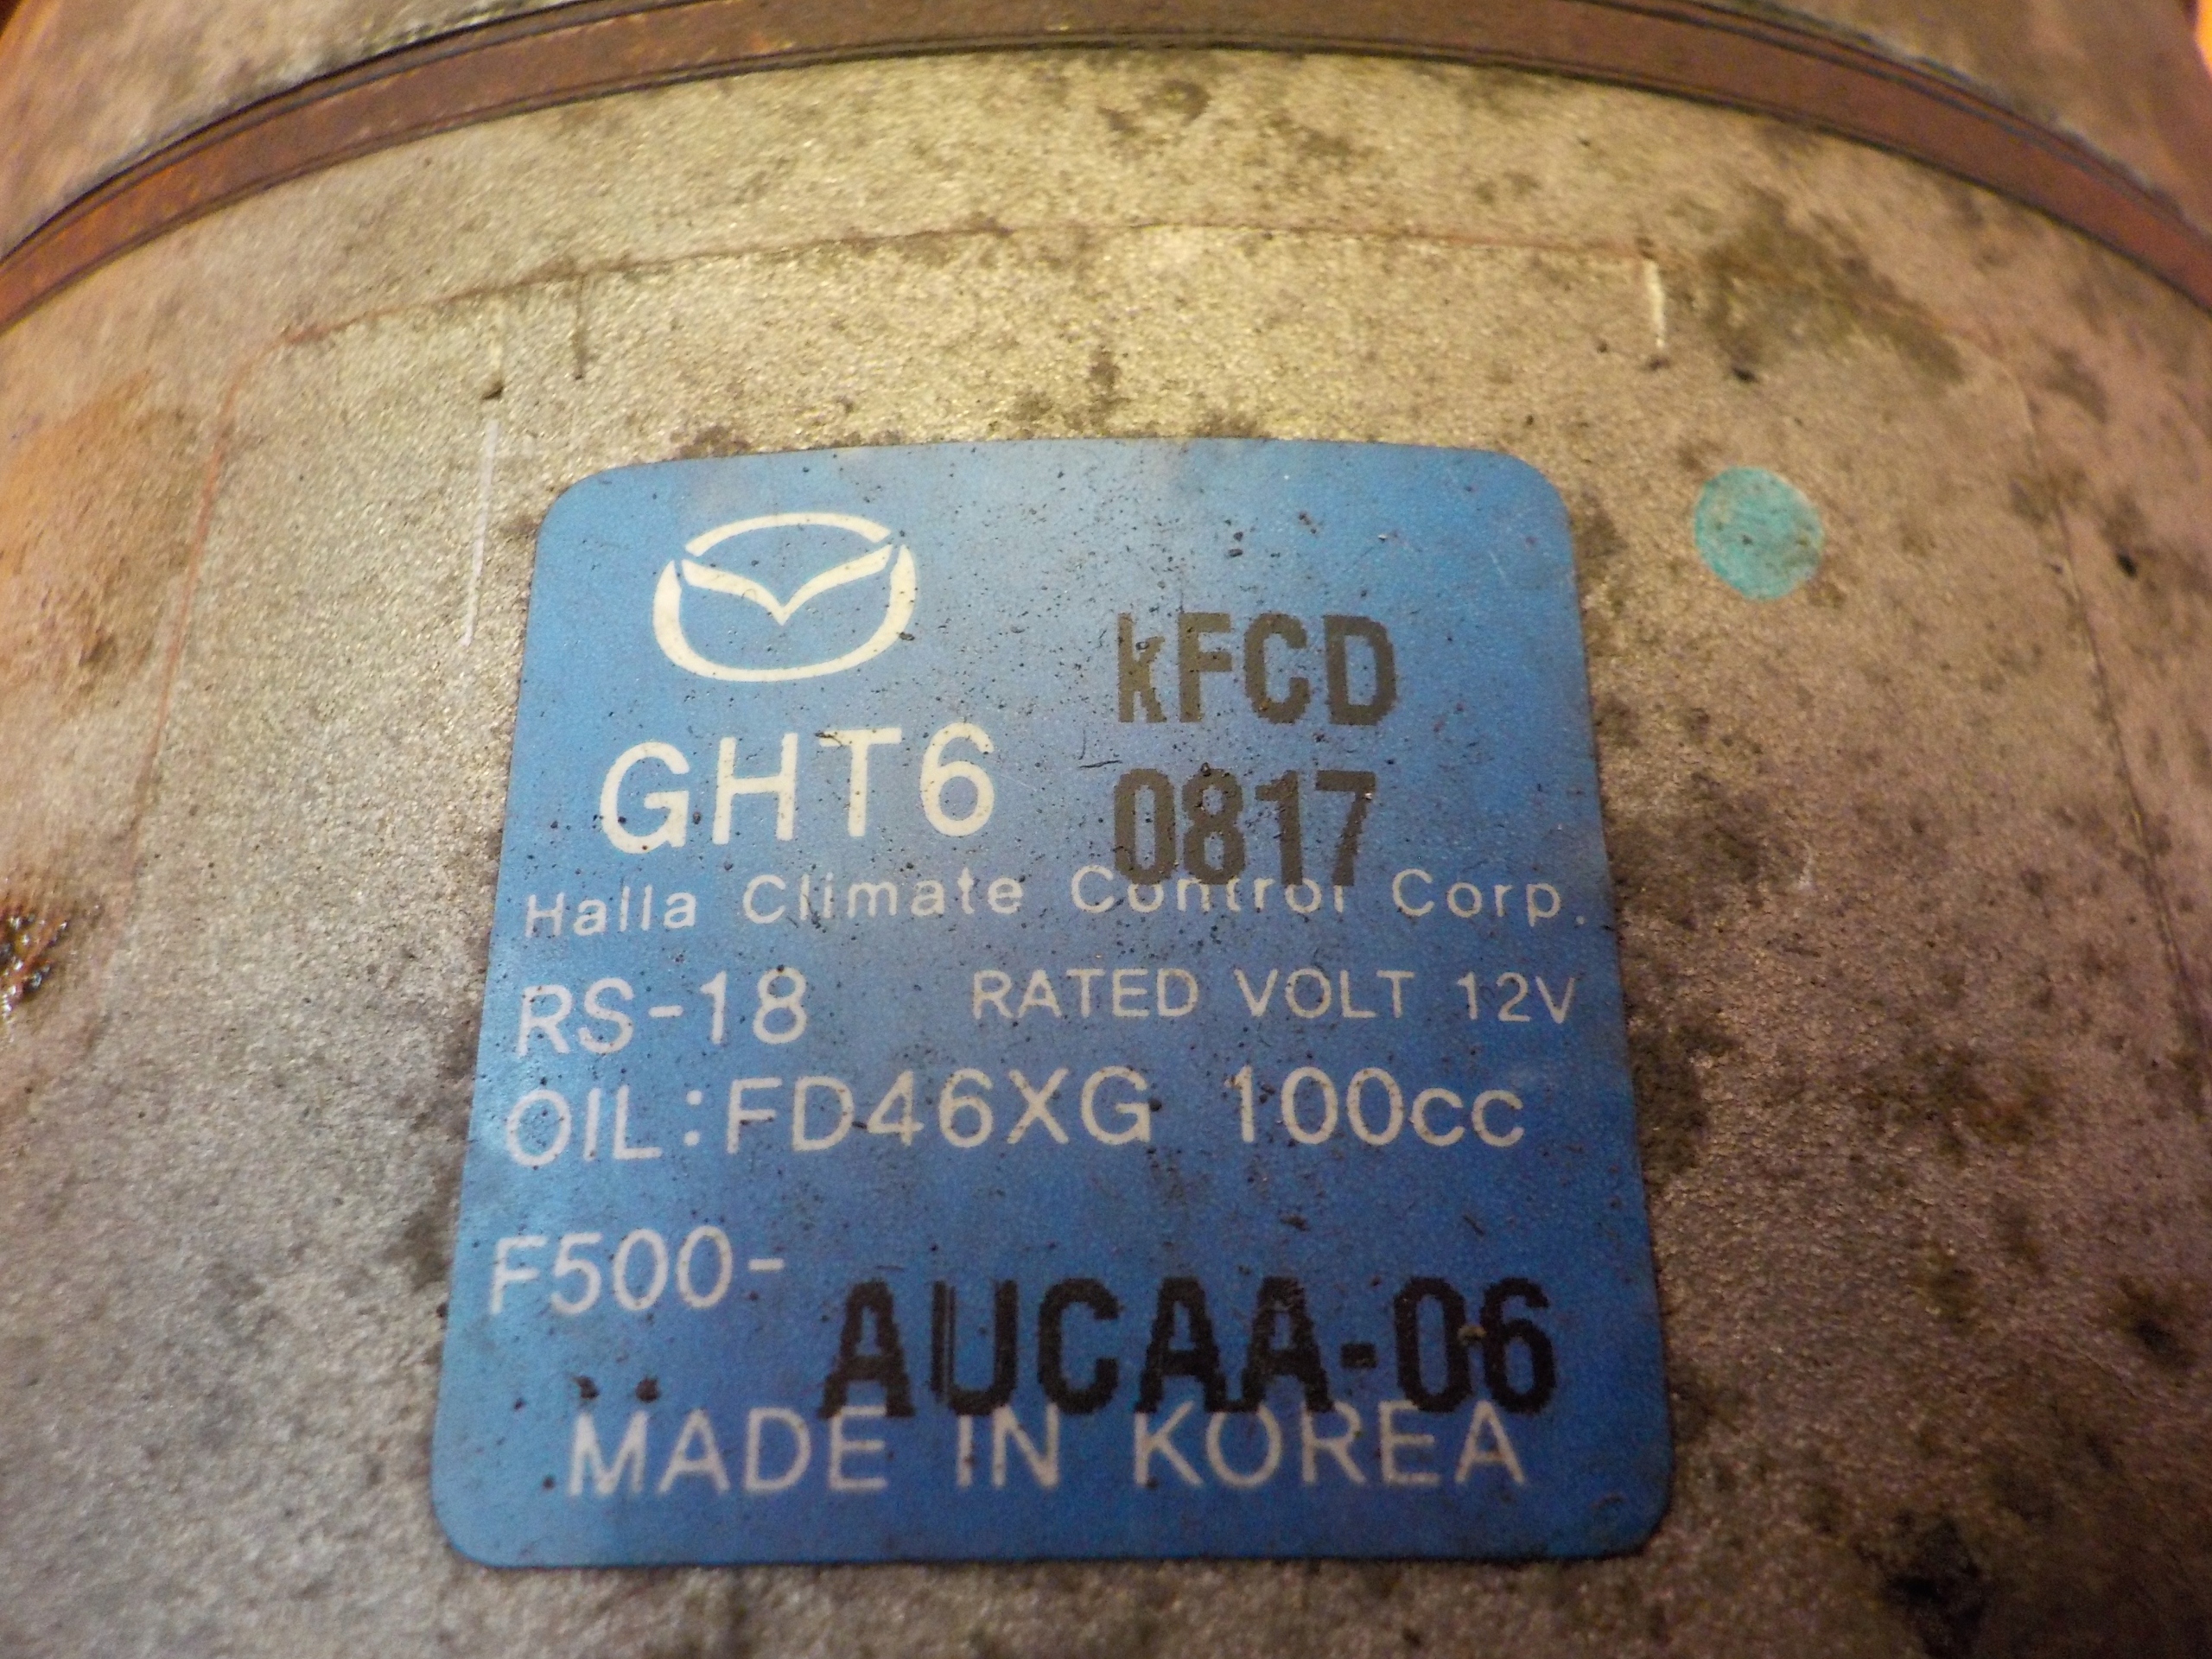 kFCD
GHT6 0817
Halla Climate Control Corp.
RS-18 RATED VOLT 12V
OIL:FD46XG 100cc
F500- AUCAA-06
MADE IN KOREA